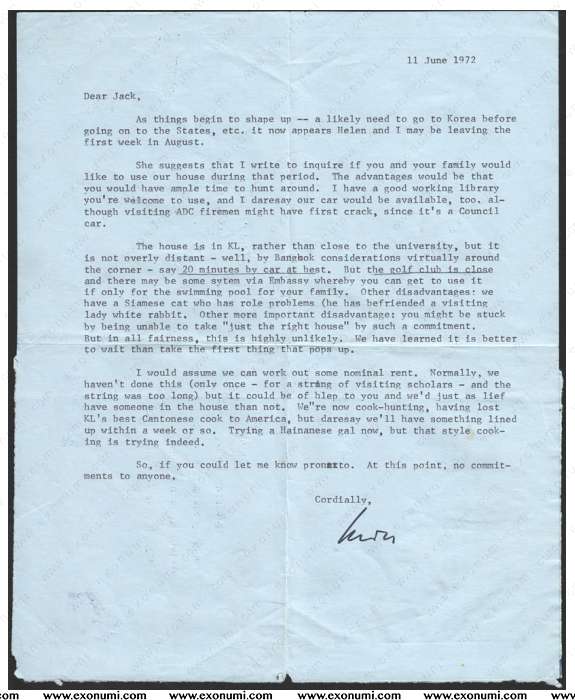 11 June 1972
Dear Jack,
As things begin to shape up -- a likely need to go to Korea before
going on to the States, etc. it now appears Helen and I may be leaving the
first week in August.
She suggests that I write to inquire if you and your family would
like to use our house during that period. The advantages would be that
you would have ample time to hunt around. I have a good working library
you're welcome to use, and I daresay our car would be available, too. al-
though visiting ADC firemen might have first crack, since it's a Council
car.
The house is in KL, rather than close to the university, but it
is not overly distant - well, by Bangkok considerations virtually around
the corner - say 20 minutes by car at best. But the golf club is close
and there may be some sytem via Embassy whereby you can get to use it
if only for the swimming pool for your family. Other disadvantages: we
have a Siamese cat who has role problems (he has befriended a visiting
lady white rabbit. Other more important disadvantage: you might be stuck
by being unable to take "just the right house" by such a commitment.
But in all fairness, this is highly unlikely. We have learned it is better
to wait than take the first thing that pops up.
I would assume we can work out some nominal rent. Normally, we
haven't done this (only once - for a string of visiting scholars - and the
string was too long) but it could be of hlep to you and we'd just as lief
have someone in the house than not. We"re now cook-hunting, having lost
KL's best Cantonese cook to America, but daresay we'll have something lined
up within a week or so. Trying a Hainanese gal now, but that style cook-
ing is trying indeed.
So, if you could let me know pronto. At this point, no commit-
ments to anyone.
Cordially,
www.exonumi.com www.exonumi.com www.exonumi.com www.exonumi.com